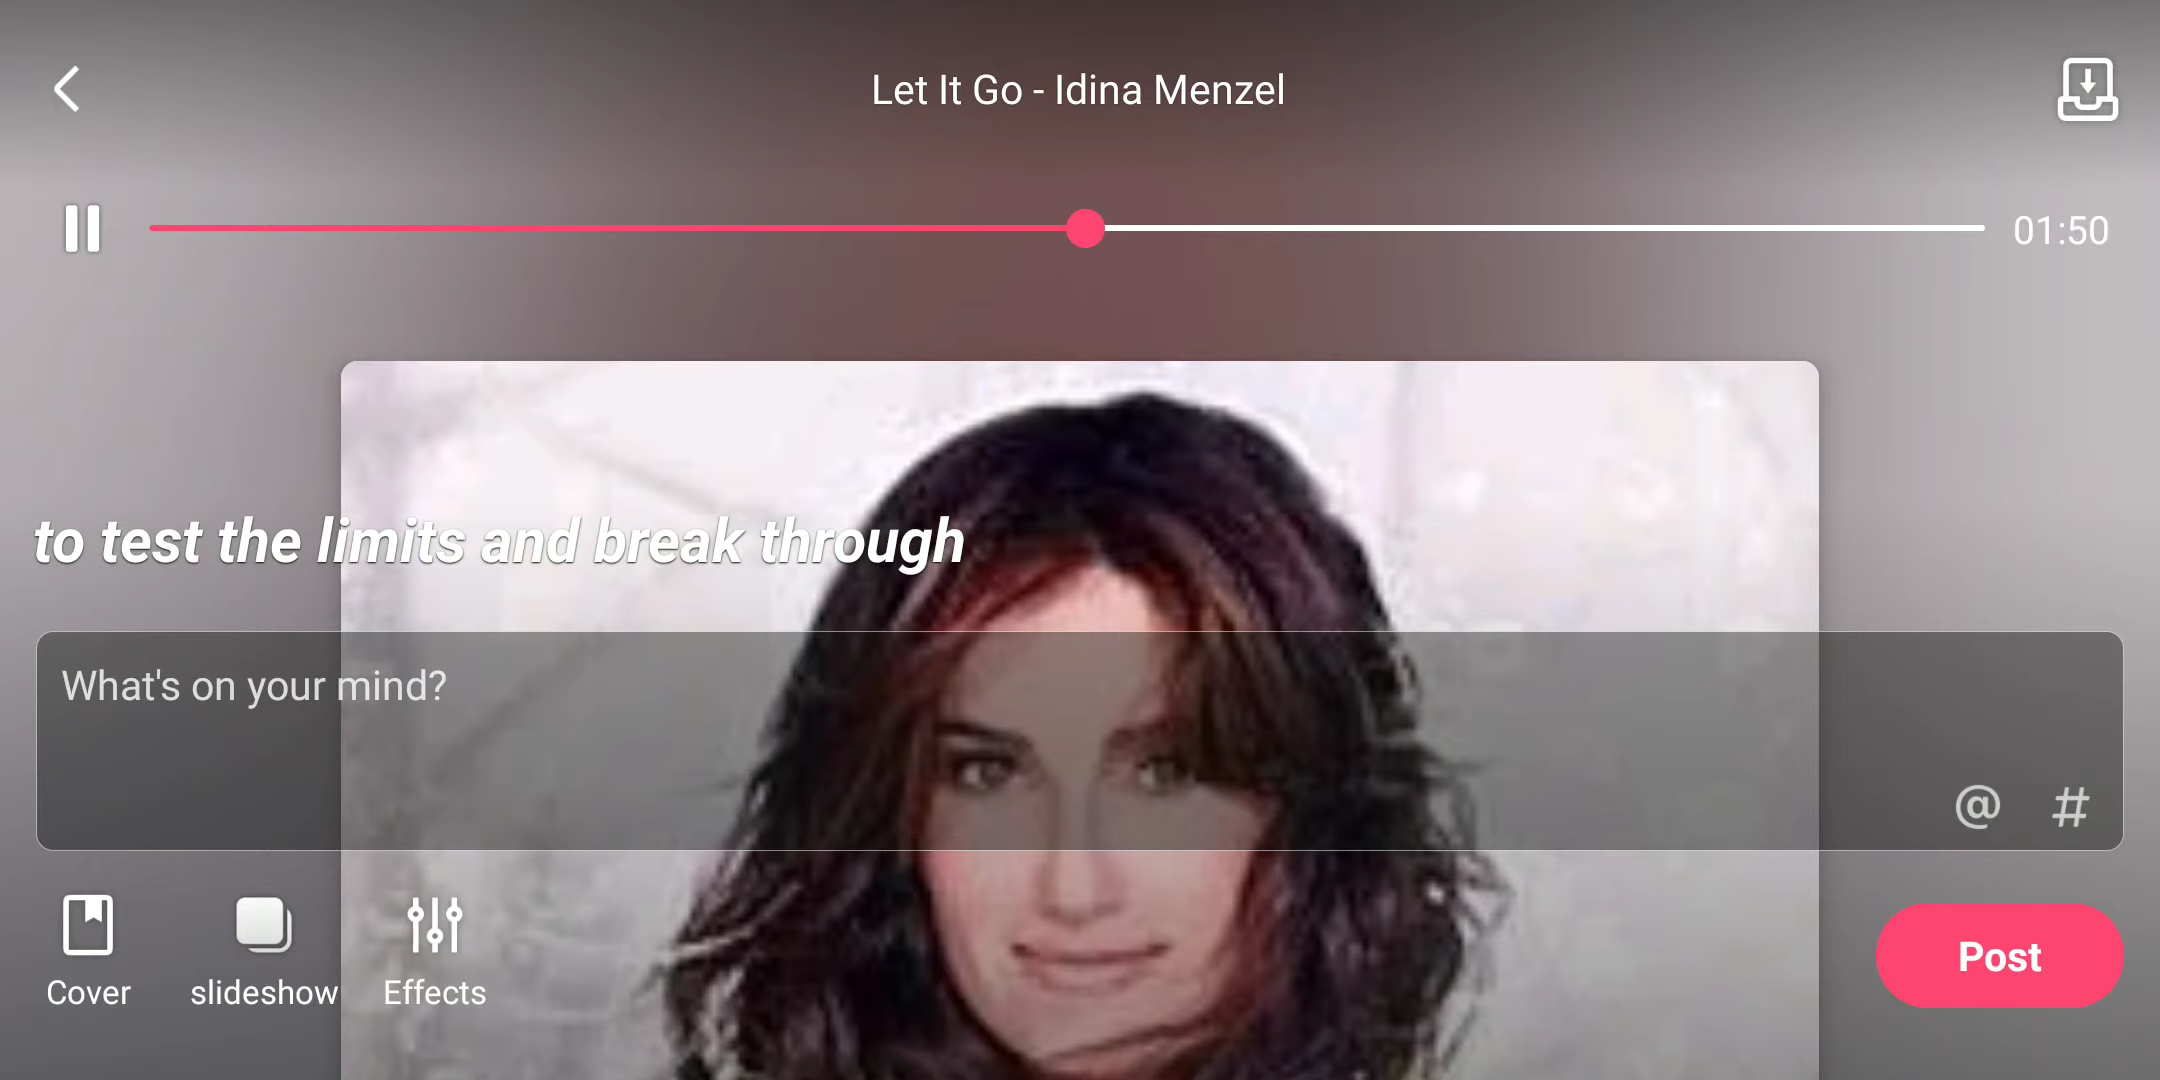 Let It Go - Idina Menzel
01:50
to test the limits and break through
What's on your mind?
@ #
Cover slideshow Effects
Post